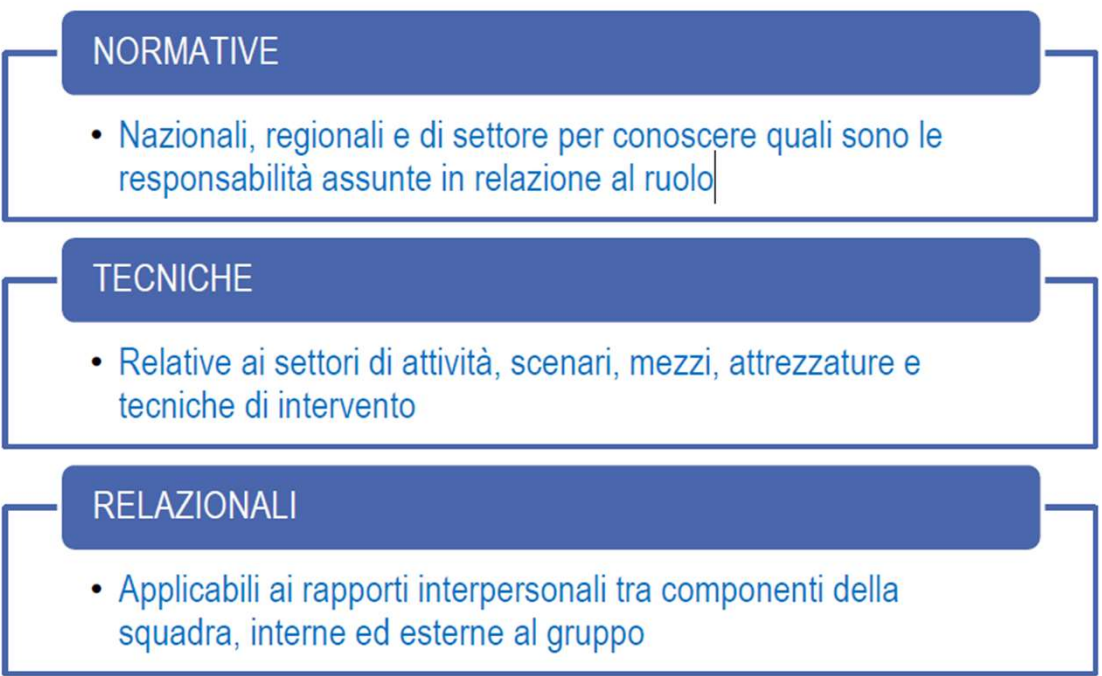 NORMATIVE
• Nazionali, regionali e di settore per conoscere quali sono le
responsabilità assunte in relazione al ruolo
TECNICHE
• Relative ai settori di attività, scenari, mezzi, attrezzature e
tecniche di intervento
RELAZIONALI
• Applicabili ai rapporti interpersonali tra componenti della
squadra, interne ed esterne al gruppo